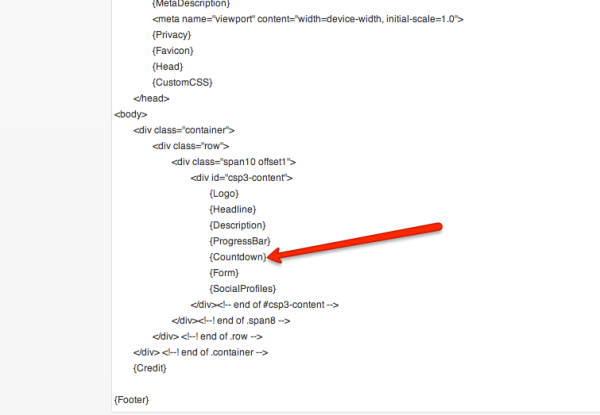 {MetaDescription}
<meta name="viewport" content="width=device-width, initial-scale=1.0">
{Privacy}
{Favicon}
{Head}
{CustomCSS}
</head>
<body>
<div class="container">
<div class="row">
<div class="span10 offset1">
<div id="csp3-content">
{Logo}
{Headline}
{Description}
{ProgressBar}
{Countdown}
{Form}
{SocialProfiles}
</div><!-- end of #csp3-content -->
</div><!--! end of .span8 -->
</div> <!--! end of .row -->
</div> <!--! end of .container -->
{Credit}
{Footer}